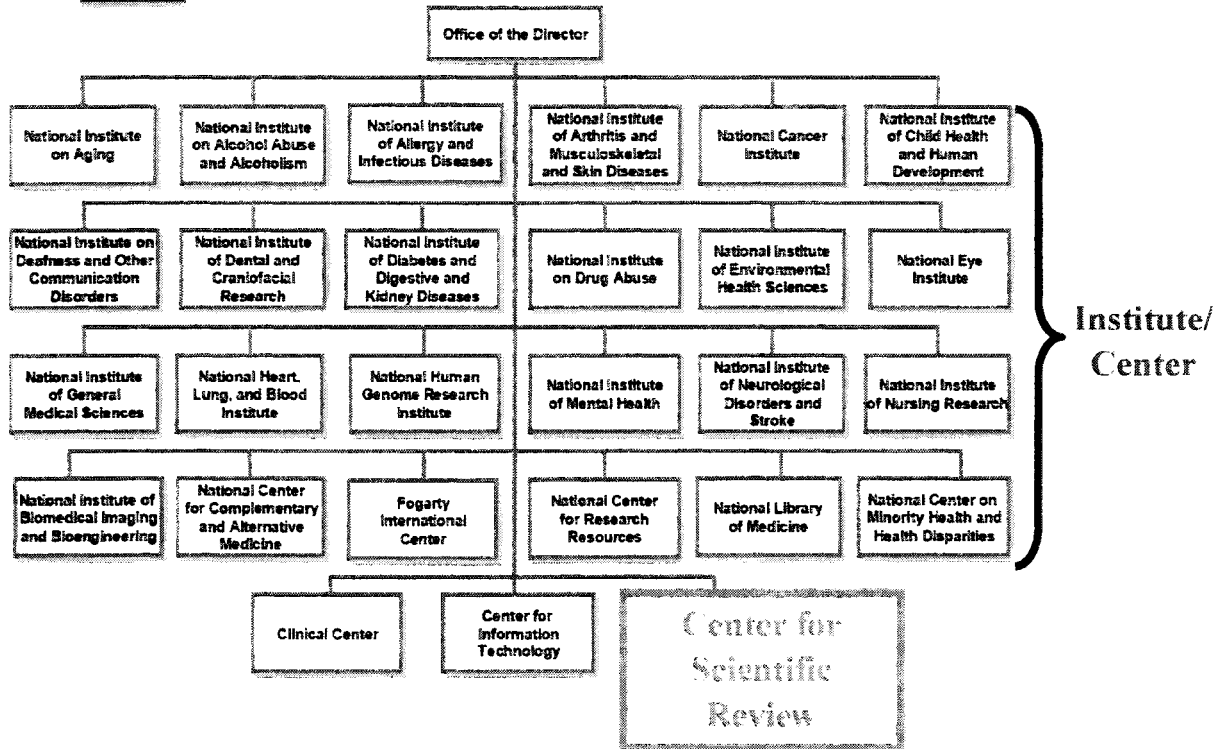 Office of the Director
National Institute
on Aging
National Institute
on Alcohol Abuse
and Alcoholism
National Institute
of Allergy and
Infectious Diseases
National Institute
of Arthritis and
Musculoskeletal
and Skin Diseases
National Cancer
Institute
National Institute
of Child Health
and Human
Development
National Institute on
Deafness and Other
Communication
Disorders
National Institute
of Dental and
Craniofacial
Research
National Institute
of Diabetes and
Digestive and
Kidney Diseases
National Institute
on Drug Abuse
National Institute
of Environmental
Health Sciences
National Eye
Institute
National Institute
of General
Medical Sciences
National Heart,
Lung, and Blood
Institute
National Human
Genome Research
Institute
National Institute
of Mental Health
National Institute
of Neurological
Disorders and
Stroke
National Institute
of Nursing Research
National Institute of
Biomedical Imaging
and Bioengineering
National Center
for Complementary
and Alternative
Medicine
Fogarty
International
Center
National Center
for Research
Resources
National Library
of Medicine
National Center on
Minority Health and
Health Disparities
Institute/
Center
Clinical Center
Center for
Information
Technology
Center for
Scientific
Review